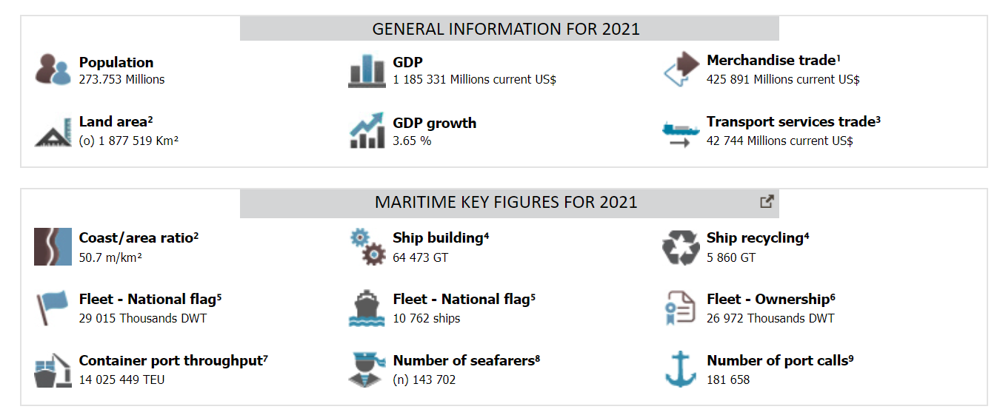 GENERAL INFORMATION FOR 2021
Population
273.753 Millions
GDP
1 185 331 Millions current US$
Merchandise trade¹
425 891 Millions current US$
Land area²
(o) 1 877 519 Km²
GDP growth
3.65 %
Transport services trade³
42 744 Millions current US$
MARITIME KEY FIGURES FOR 2021
Coast/area ratio²
50.7 m/km²
Ship building⁴
64 473 GT
Ship recycling⁴
5 860 GT
Fleet - National flag⁵
29 015 Thousands DWT
Fleet - National flag⁵
10 762 ships
Fleet - Ownership⁶
26 972 Thousands DWT
Container port throughput⁷
14 025 449 TEU
Number of seafarers⁸
(n) 143 702
Number of port calls⁹
181 658